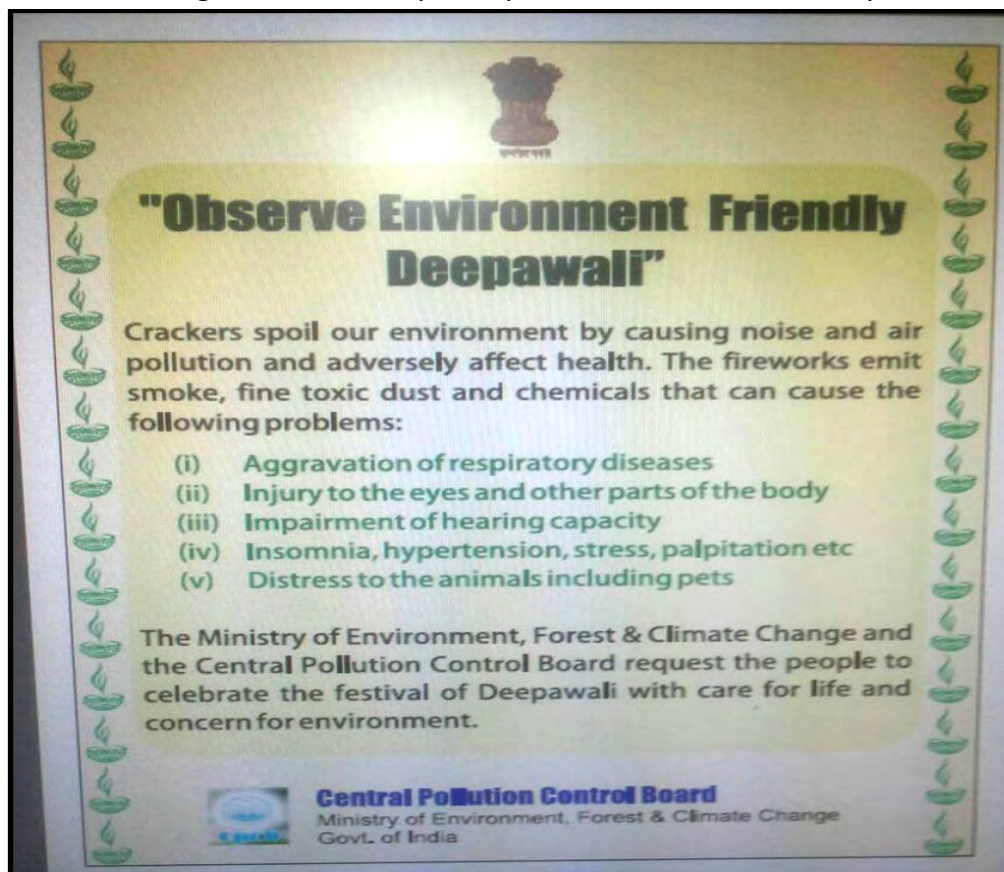 "Observe Environment Friendly
Deepawali”
Crackers spoil our environment by causing noise and air
pollution and adversely affect health. The fireworks emit
smoke, fine toxic dust and chemicals that can cause the
following problems:
(i) Aggravation of respiratory diseases
(ii) Injury to the eyes and other parts of the body
(iii) Impairment of hearing capacity
(iv) Insomnia, hypertension, stress, palpitation etc
(v) Distress to the animals including pets
The Ministry of Environment, Forest & Climate Change and
the Central Pollution Control Board request the people to
celebrate the festival of Deepawali with care for life and
concern for environment.
Central Pollution Control Board
Ministry of Environment, Forest & Climate Change
Govt. of India